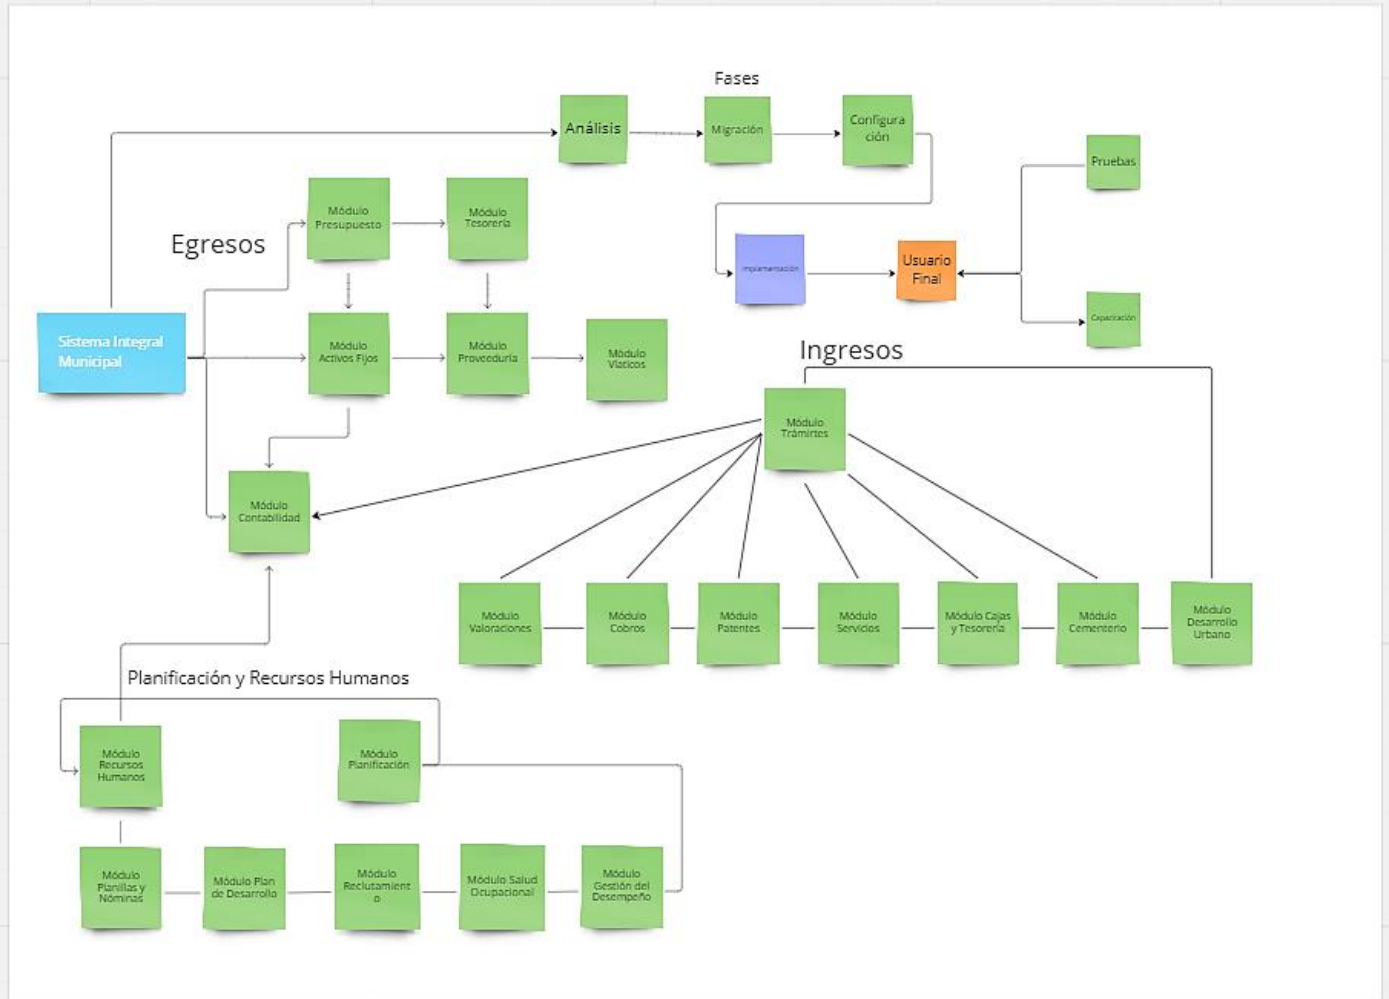 Fases
Análisis
Migración
Configura
ción
Pruebas
Implementación
Usuario
Final
Capacitación
Egresos
Módulo
Presupuesto
Módulo
Tesorería
Sistema Integral
Municipal
Módulo
Activos Fijos
Módulo
Proveeduría
Módulo
Viaticos
Módulo
Contabilidad
Ingresos
Módulo
Trámirtes
Módulo
Valoraciones
Módulo
Cobros
Módulo
Patentes
Módulo
Servicios
Módulo Cajas
y Tesorería
Módulo
Cementerio
Módulo
Desarrollo
Urbano
Planificación y Recursos Humanos
Módulo
Recursos
Humanos
Módulo
Planificación
Módulo
Planillas y
Nóminas
Módulo Plan
de Desarrollo
Módulo
Reclutamient
o
Módulo Salud
Ocupacional
Módulo
Gestión del
Desempeño